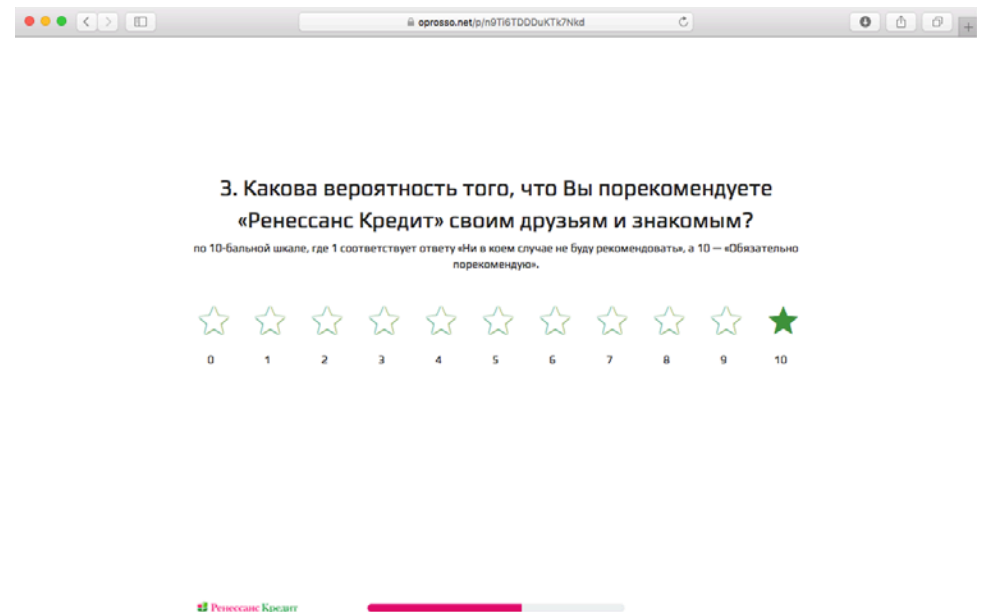 oprosso.net/p/n9Ti6TDDDuKTk7Nkd
3. Какова вероятность того, что Вы порекомендуете
«Ренессанс Кредит» своим друзьям и знакомым?
по 10-бальной шкале, где 1 соответствует ответу «Ни в коем случае не буду рекомендовать», а 10 — «Обязательно
порекомендую».
0 1 2 3 4 5 6 7 8 9 10
Ренессанс Кредит